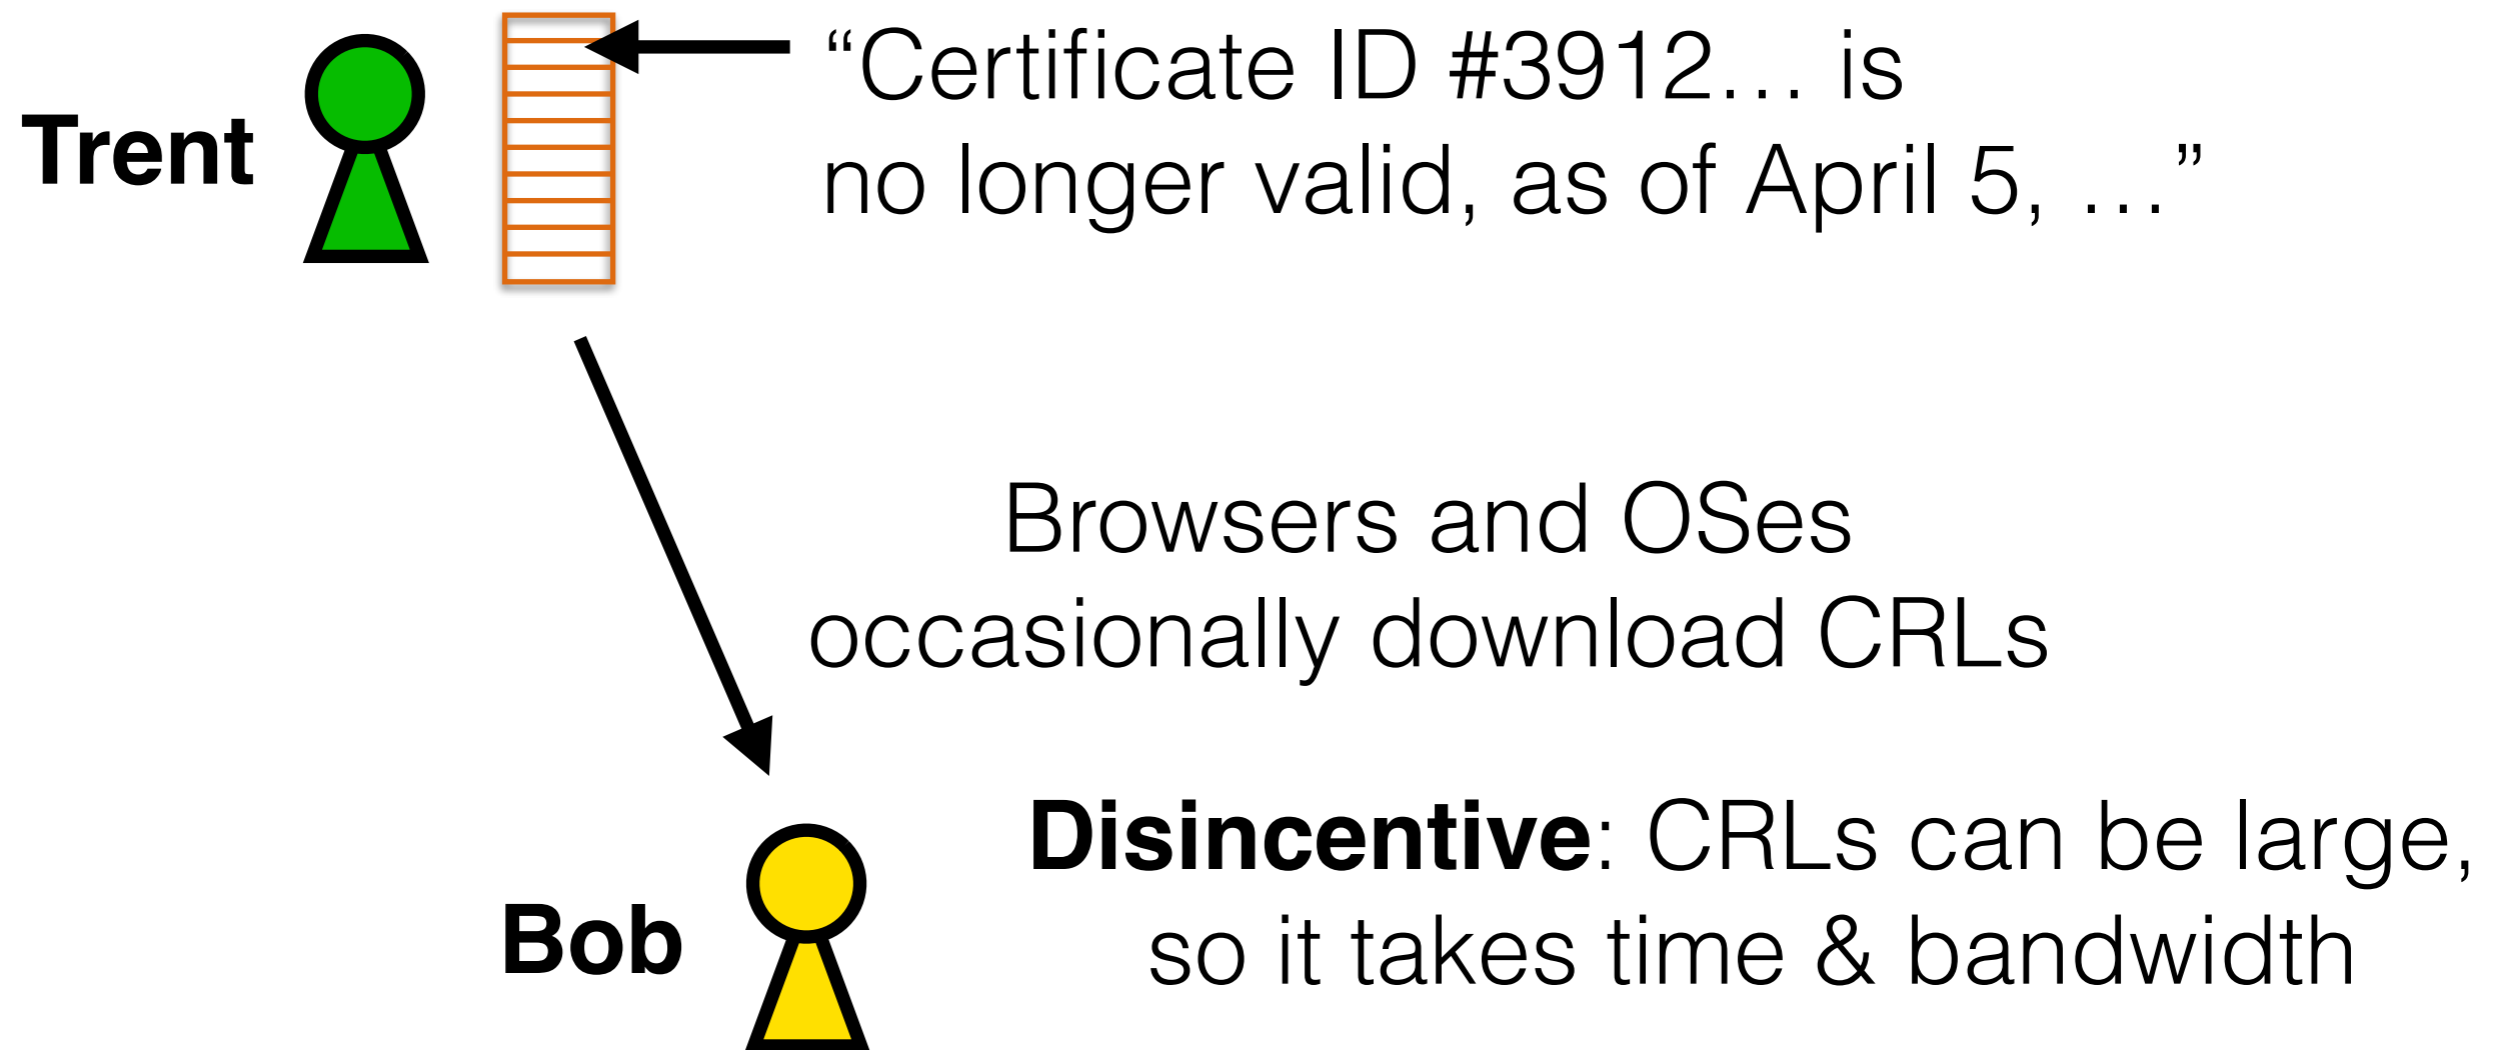 Trent
“Certificate ID #3912… is
no longer valid, as of April 5, …”
Browsers and OSes
occasionally download CRLs
Bob
Disincentive: CRLs can be large,
so it takes time & bandwidth